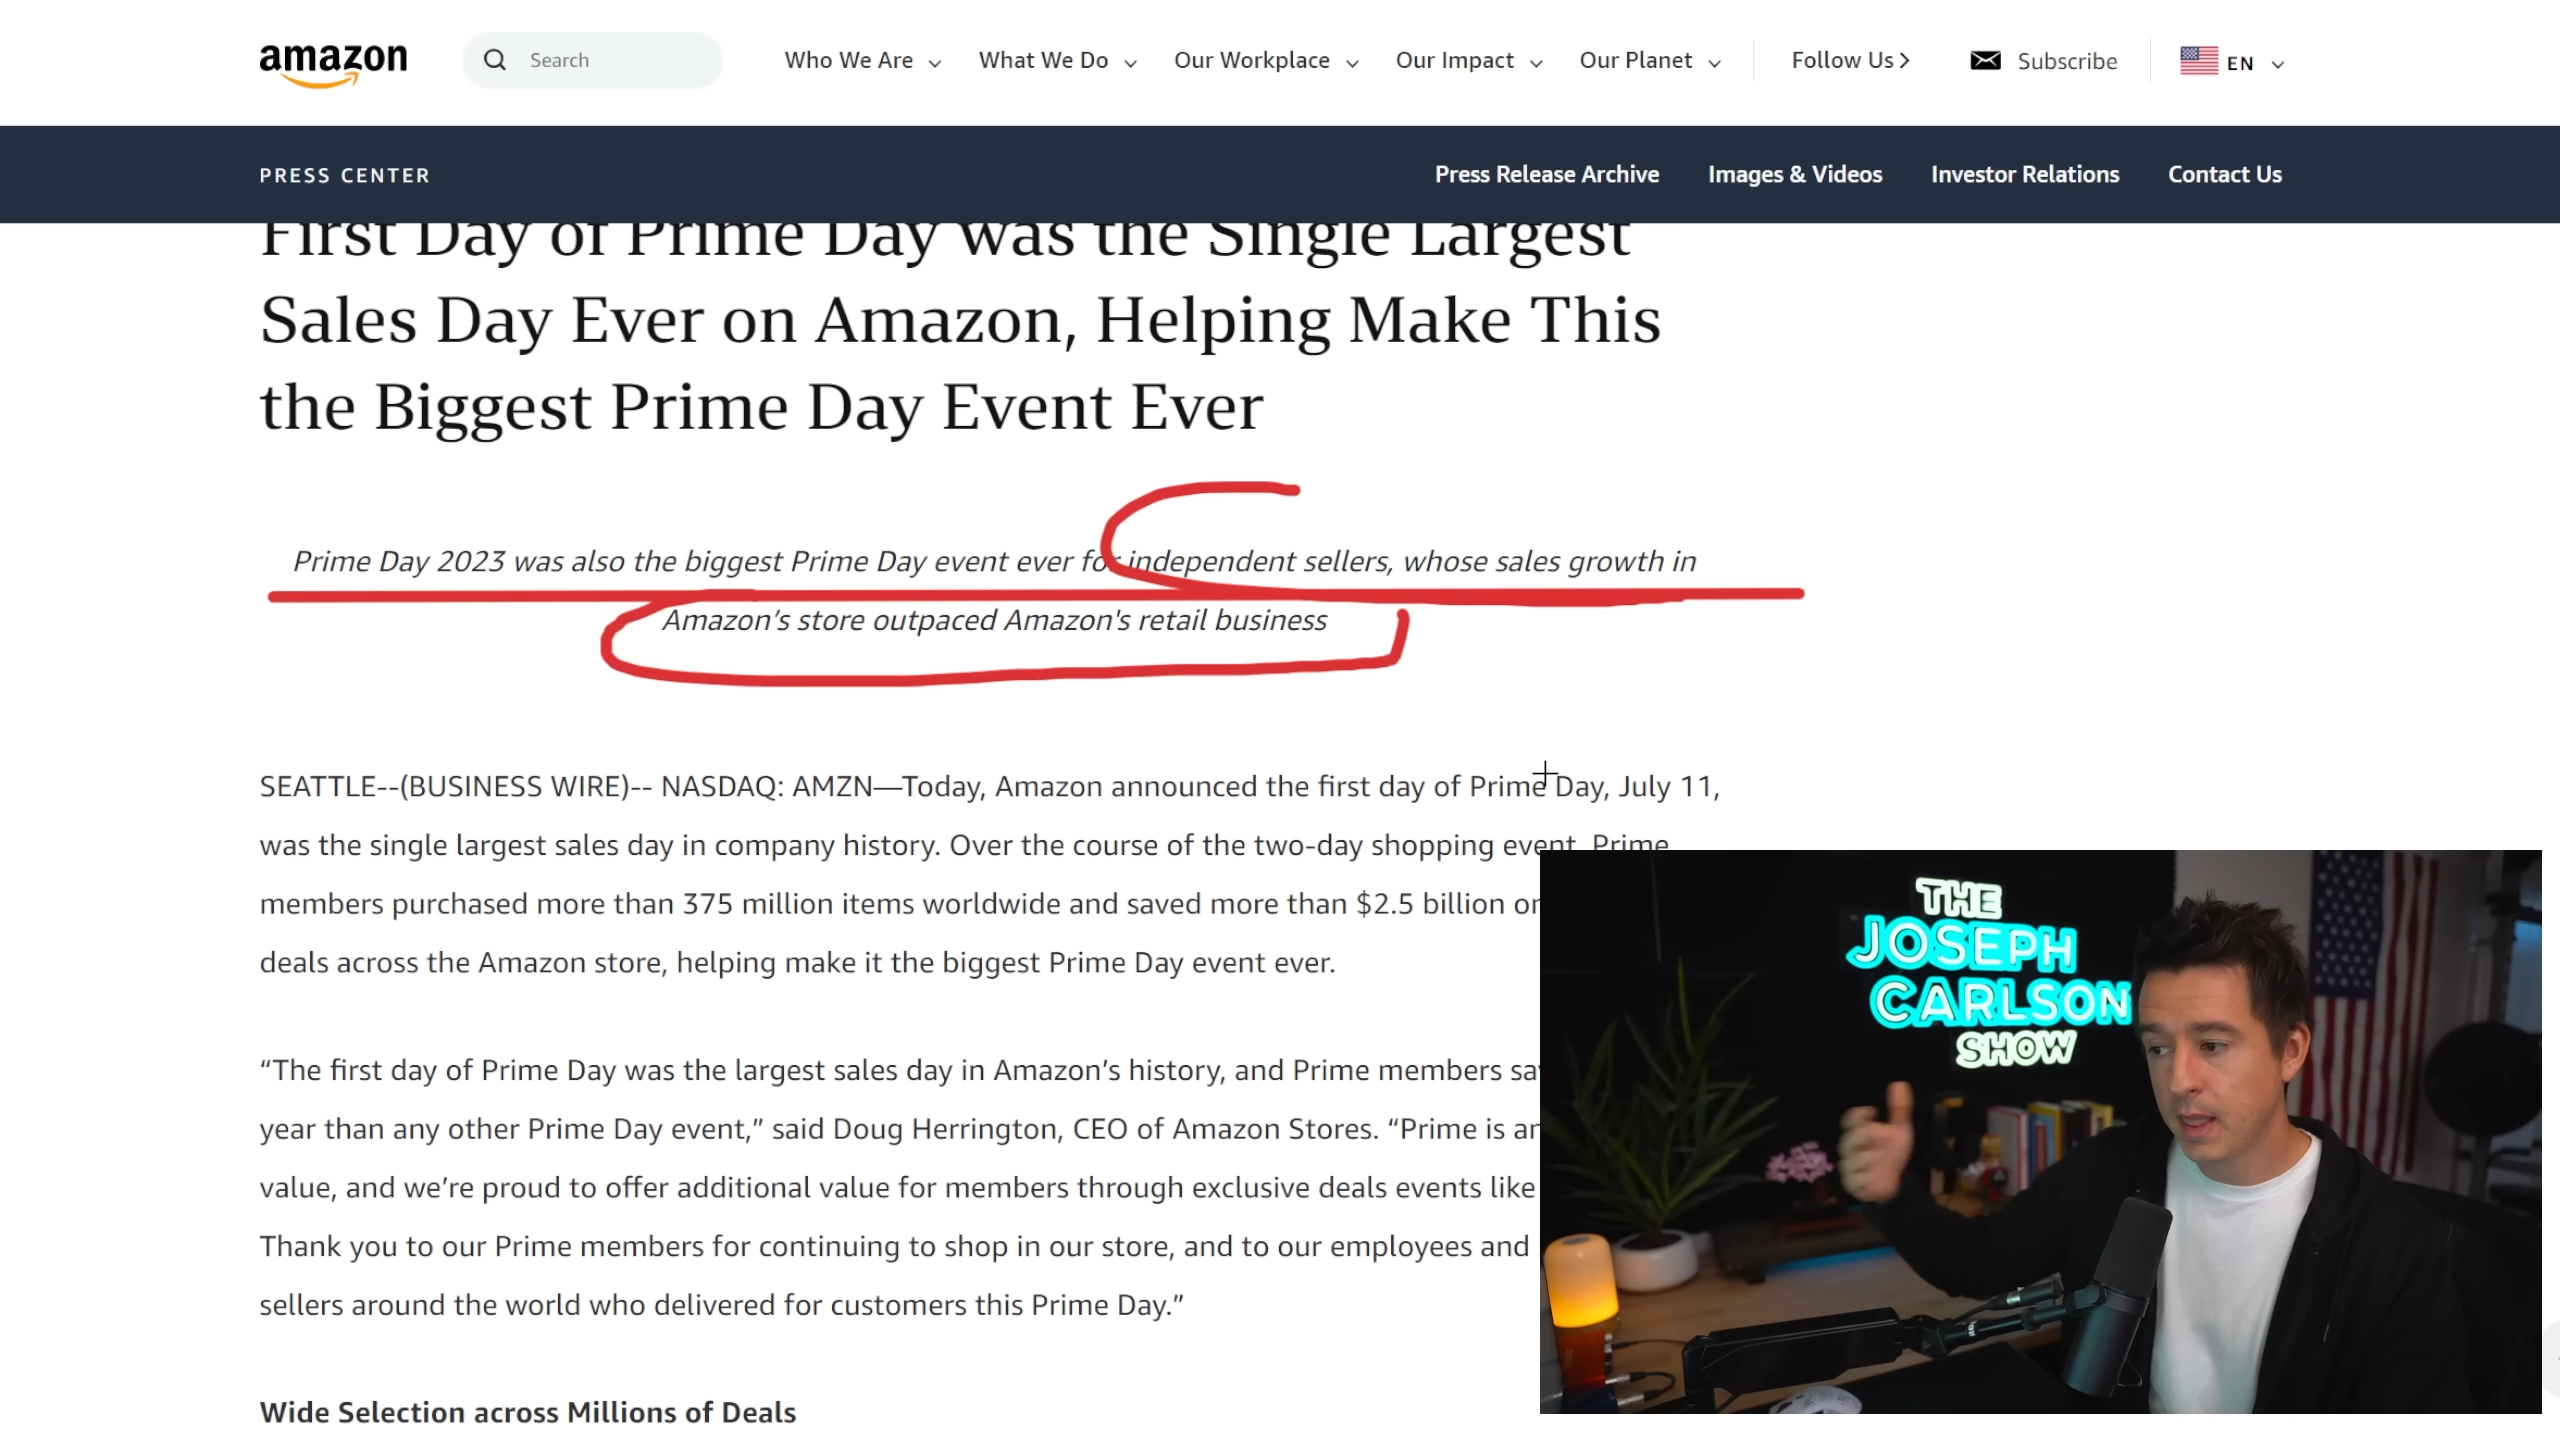 amazon
Search
Who We Are
What We Do
Our Workplace
Our Impact
Our Planet
Follow Us
Subscribe
EN
PRESS CENTER
Press Release Archive
Images & Videos
Investor Relations
Contact Us
First Day of Prime Day was the Single Largest
Sales Day Ever on Amazon, Helping Make This
the Biggest Prime Day Event Ever
Prime Day 2023 was also the biggest Prime Day event ever for independent sellers, whose sales growth in
Amazon’s store outpaced Amazon's retail business
SEATTLE--(BUSINESS WIRE)-- NASDAQ: AMZN—Today, Amazon announced the first day of Prime Day, July 11,
was the single largest sales day in company history. Over the course of the two-day shopping event, Prime
members purchased more than 375 million items worldwide and saved more than $2.5 billion
deals across the Amazon store, helping make it the biggest Prime Day event ever.
“The first day of Prime Day was the largest sales day in Amazon’s history, and Prime members
year than any other Prime Day event,” said Doug Herrington, CEO of Amazon Stores. “Prime is
value, and we’re proud to offer additional value for members through exclusive deals events like
Thank you to our Prime members for continuing to shop in our store, and to our employees and
sellers around the world who delivered for customers this Prime Day.”
Wide Selection across Millions of Deals
THE
JOSEPH
CARLSON
SHOW